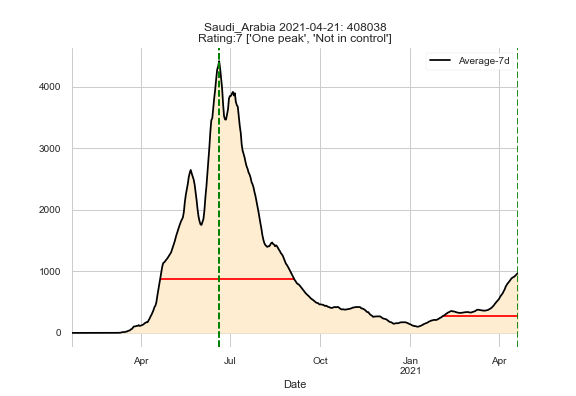 Saudi_Arabia 2021-04-21: 408038
Rating:7 ['One peak', 'Not in control']
Average-7d
4000
3000
2000
1000
0
Apr
Jul
Oct
Jan
2021
Apr
Date